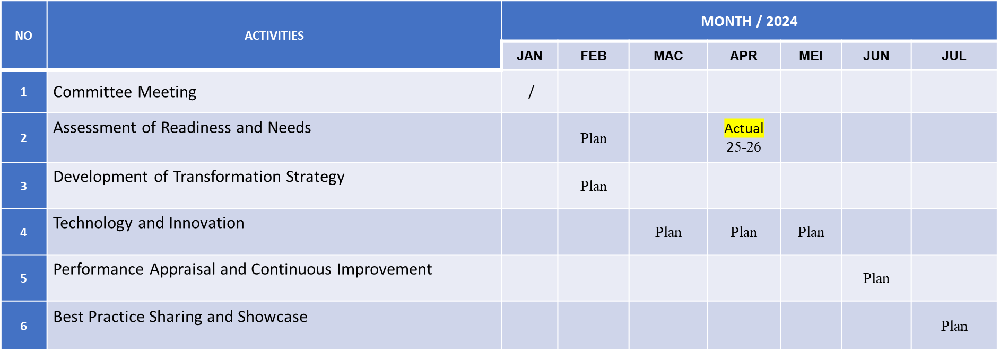 NO ACTIVITIES MONTH / 2024
JAN FEB MAC APR MEI JUN JUL
1 Committee Meeting /
2 Assessment of Readiness and Needs Plan Actual
25-26
3 Development of Transformation Strategy Plan
4 Technology and Innovation Plan Plan Plan
5 Performance Appraisal and Continuous Improvement Plan
6 Best Practice Sharing and Showcase Plan